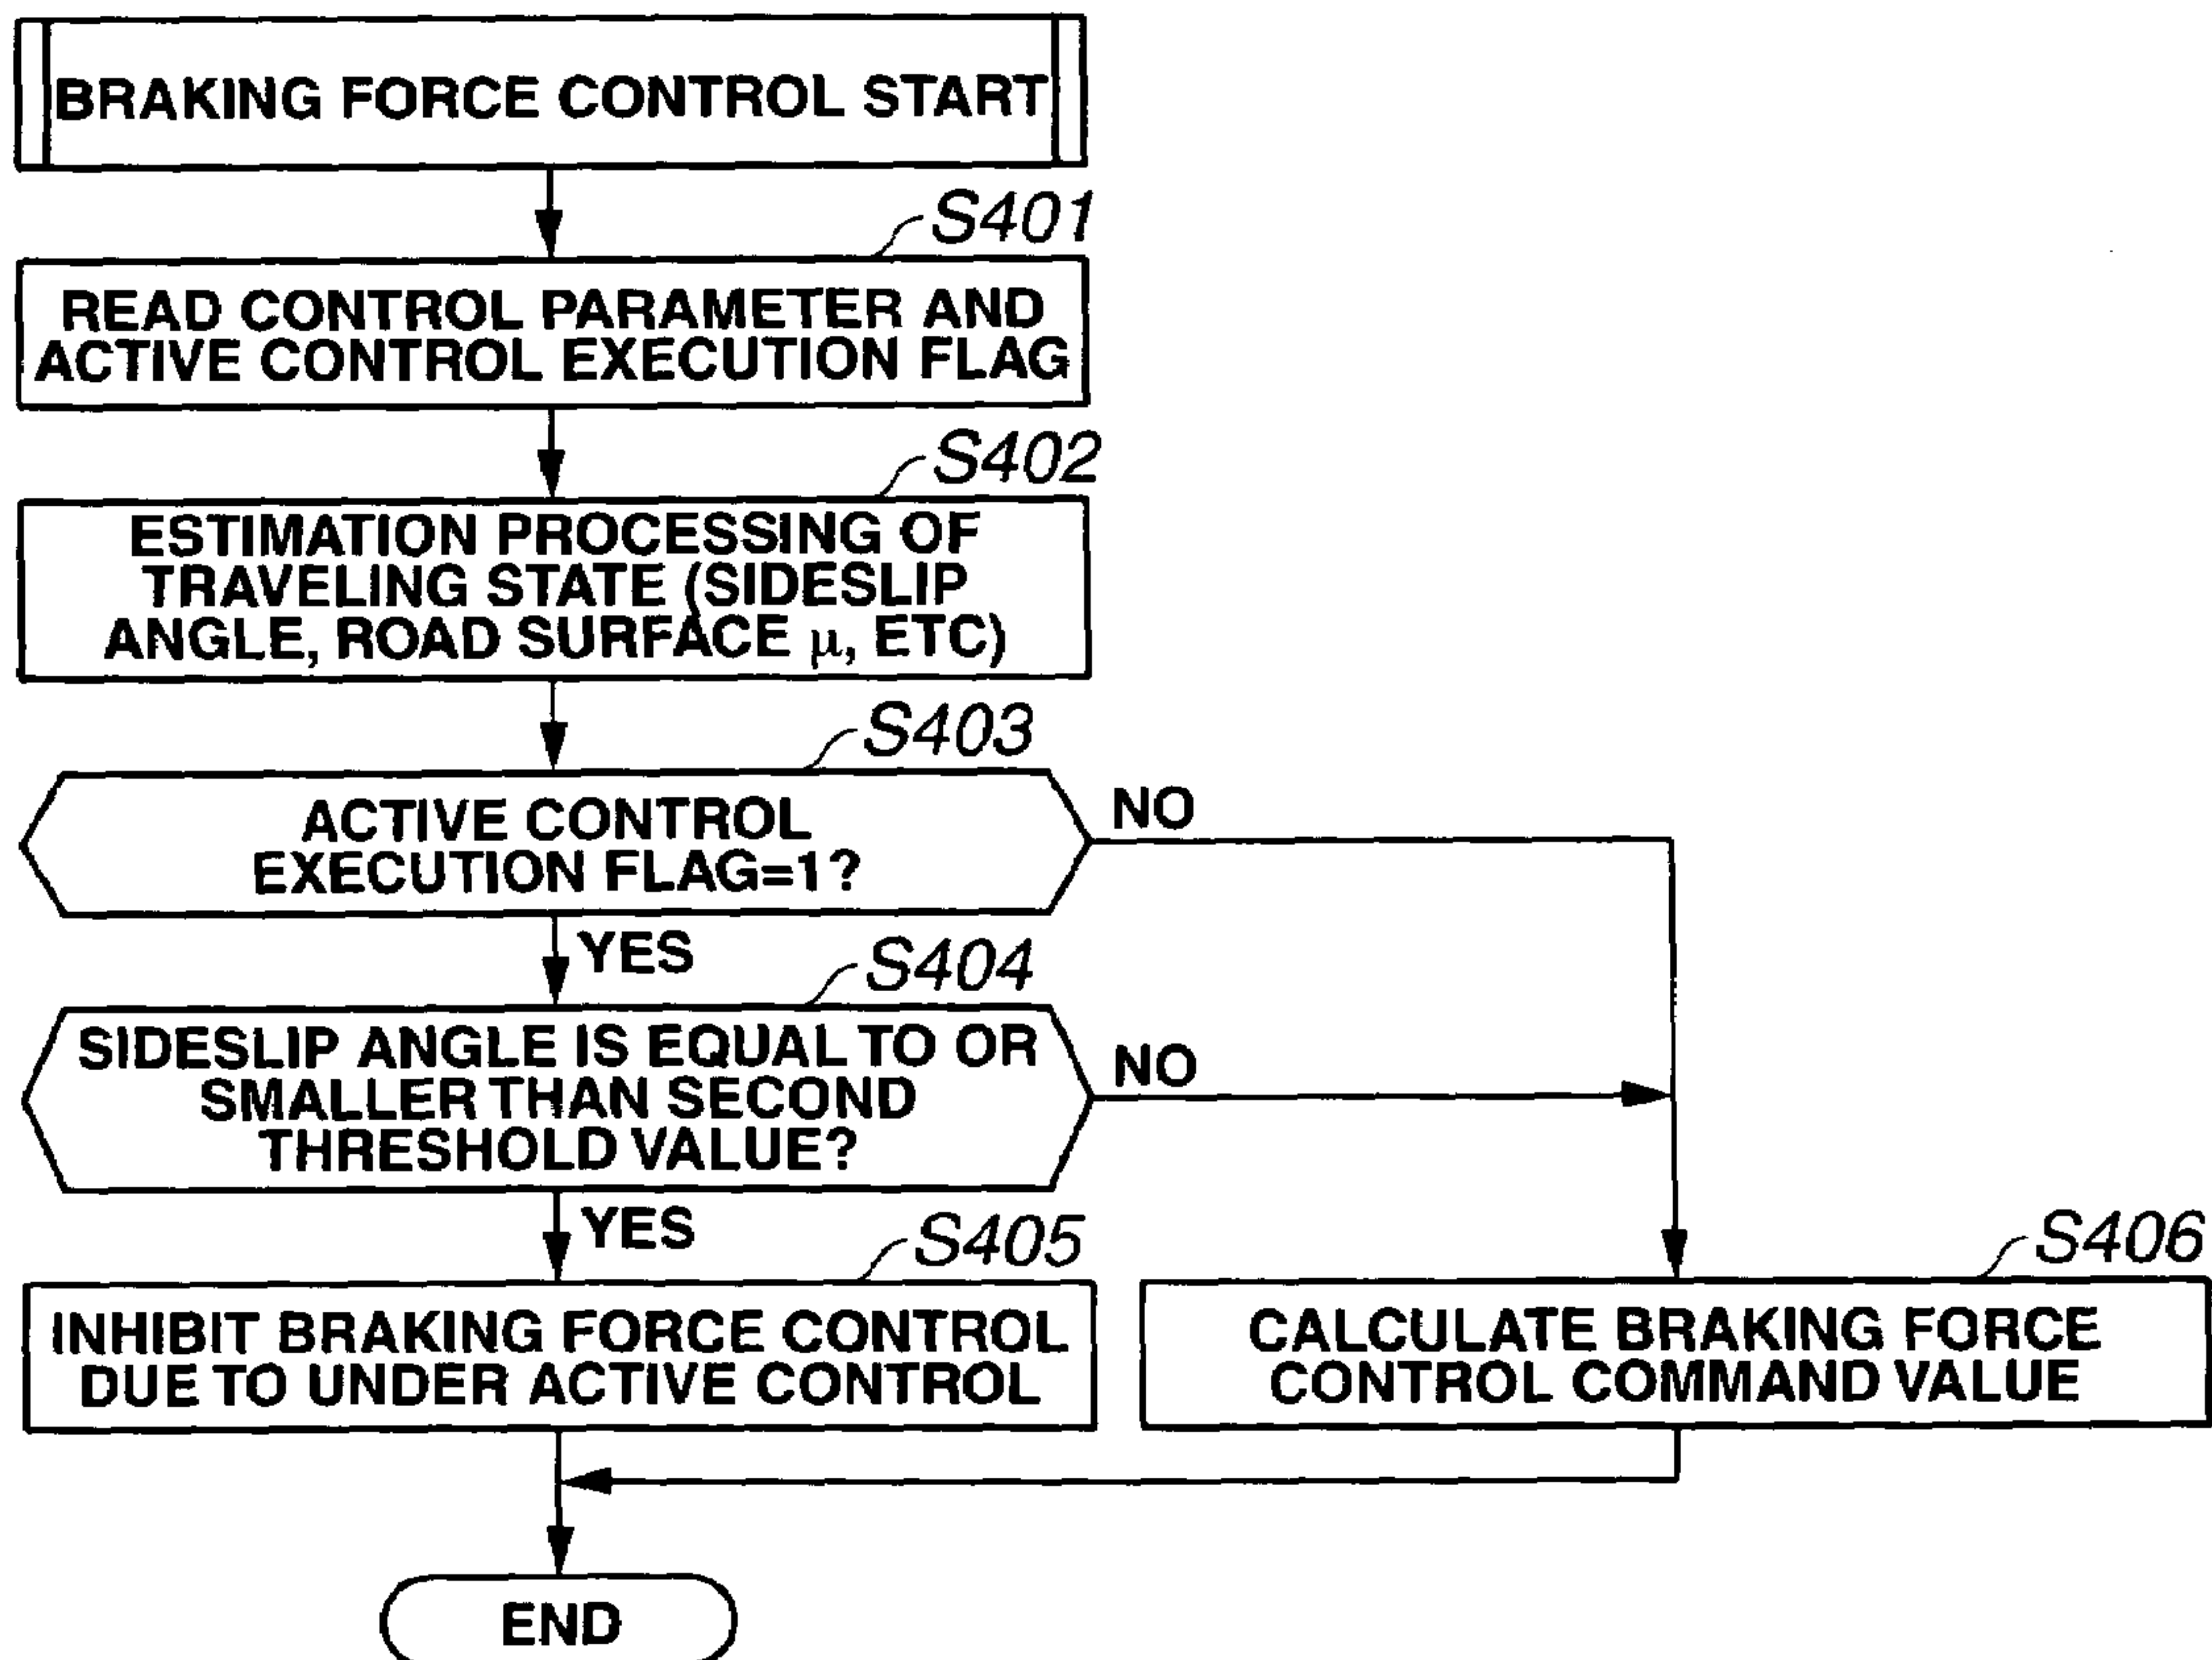 BRAKING FORCE CONTROL START
S401
READ CONTROL PARAMETER AND
ACTIVE CONTROL EXECUTION FLAG
S402
ESTIMATION PROCESSING OF
TRAVELING STATE (SIDESLIP
ANGLE, ROAD SURFACE μ, ETC)
S403
ACTIVE CONTROL
EXECUTION FLAG=1?
NO
YES
S404
SIDESLIP ANGLE IS EQUAL TO OR
SMALLER THAN SECOND
THRESHOLD VALUE?
NO
YES
S405
INHIBIT BRAKING FORCE CONTROL
DUE TO UNDER ACTIVE CONTROL
S406
CALCULATE BRAKING FORCE
CONTROL COMMAND VALUE
END